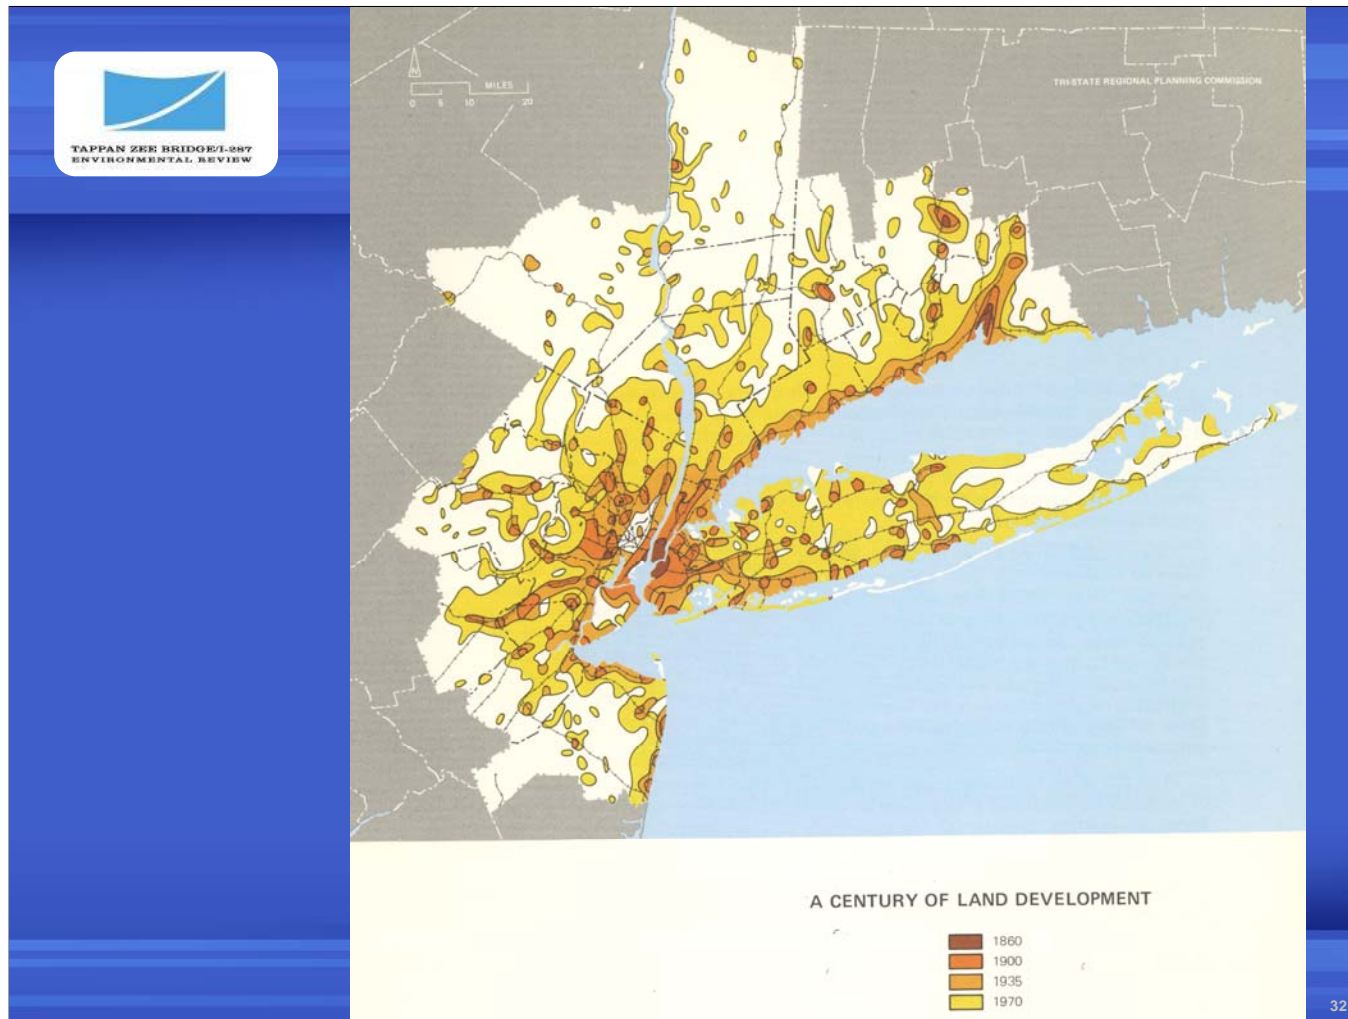 TAPPAN ZEE BRIDGE/I-287
ENVIRONMENTAL REVIEW
N
MILES
0 5 10 20
TRI-STATE REGIONAL PLANNING COMMISSION
A CENTURY OF LAND DEVELOPMENT
1860
1900
1935
1970
32